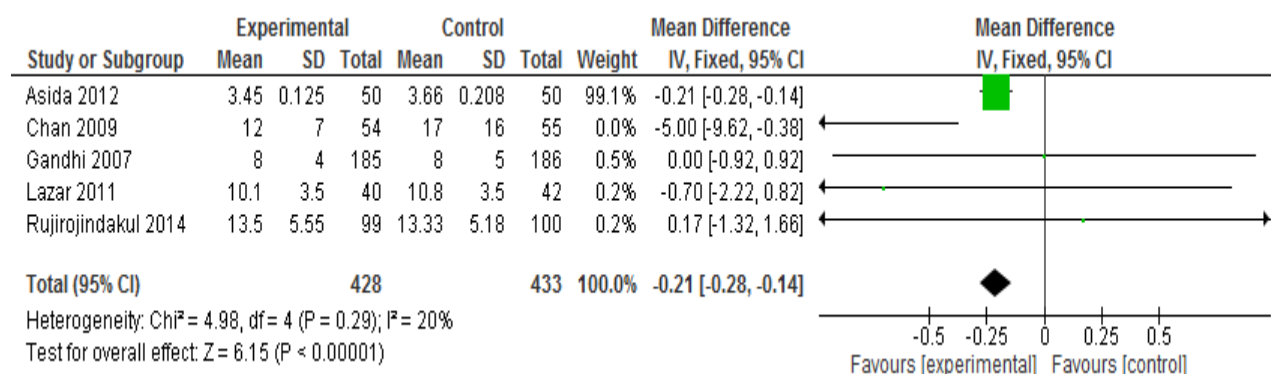 Experimental Control Mean Difference Mean Difference
Study or Subgroup Mean SD Total Mean SD Total Weight IV, Fixed, 95% CI IV, Fixed, 95% CI
Asida 2012 3.45 0.125 50 3.66 0.208 50 99.1% -0.21 [-0.28, -0.14]
Chan 2009 12 7 54 17 16 55 0.0% -5.00 [-9.62, -0.38]
Gandhi 2007 8 4 185 8 5 186 0.5% 0.00 [-0.92, 0.92]
Lazar 2011 10.1 3.5 40 10.8 3.5 42 0.2% -0.70 [-2.22, 0.82]
Rujirojindakul 2014 13.5 5.55 99 13.33 5.18 100 0.2% 0.17 [-1.32, 1.66]
Total (95% CI) 428 433 100.0% -0.21 [-0.28, -0.14]
Heterogeneity: Chi² = 4.98, df = 4 (P = 0.29); I² = 20%
Test for overall effect: Z = 6.15 (P < 0.00001)
-0.5 -0.25 0 0.25 0.5
Favours [experimental] Favours [control]